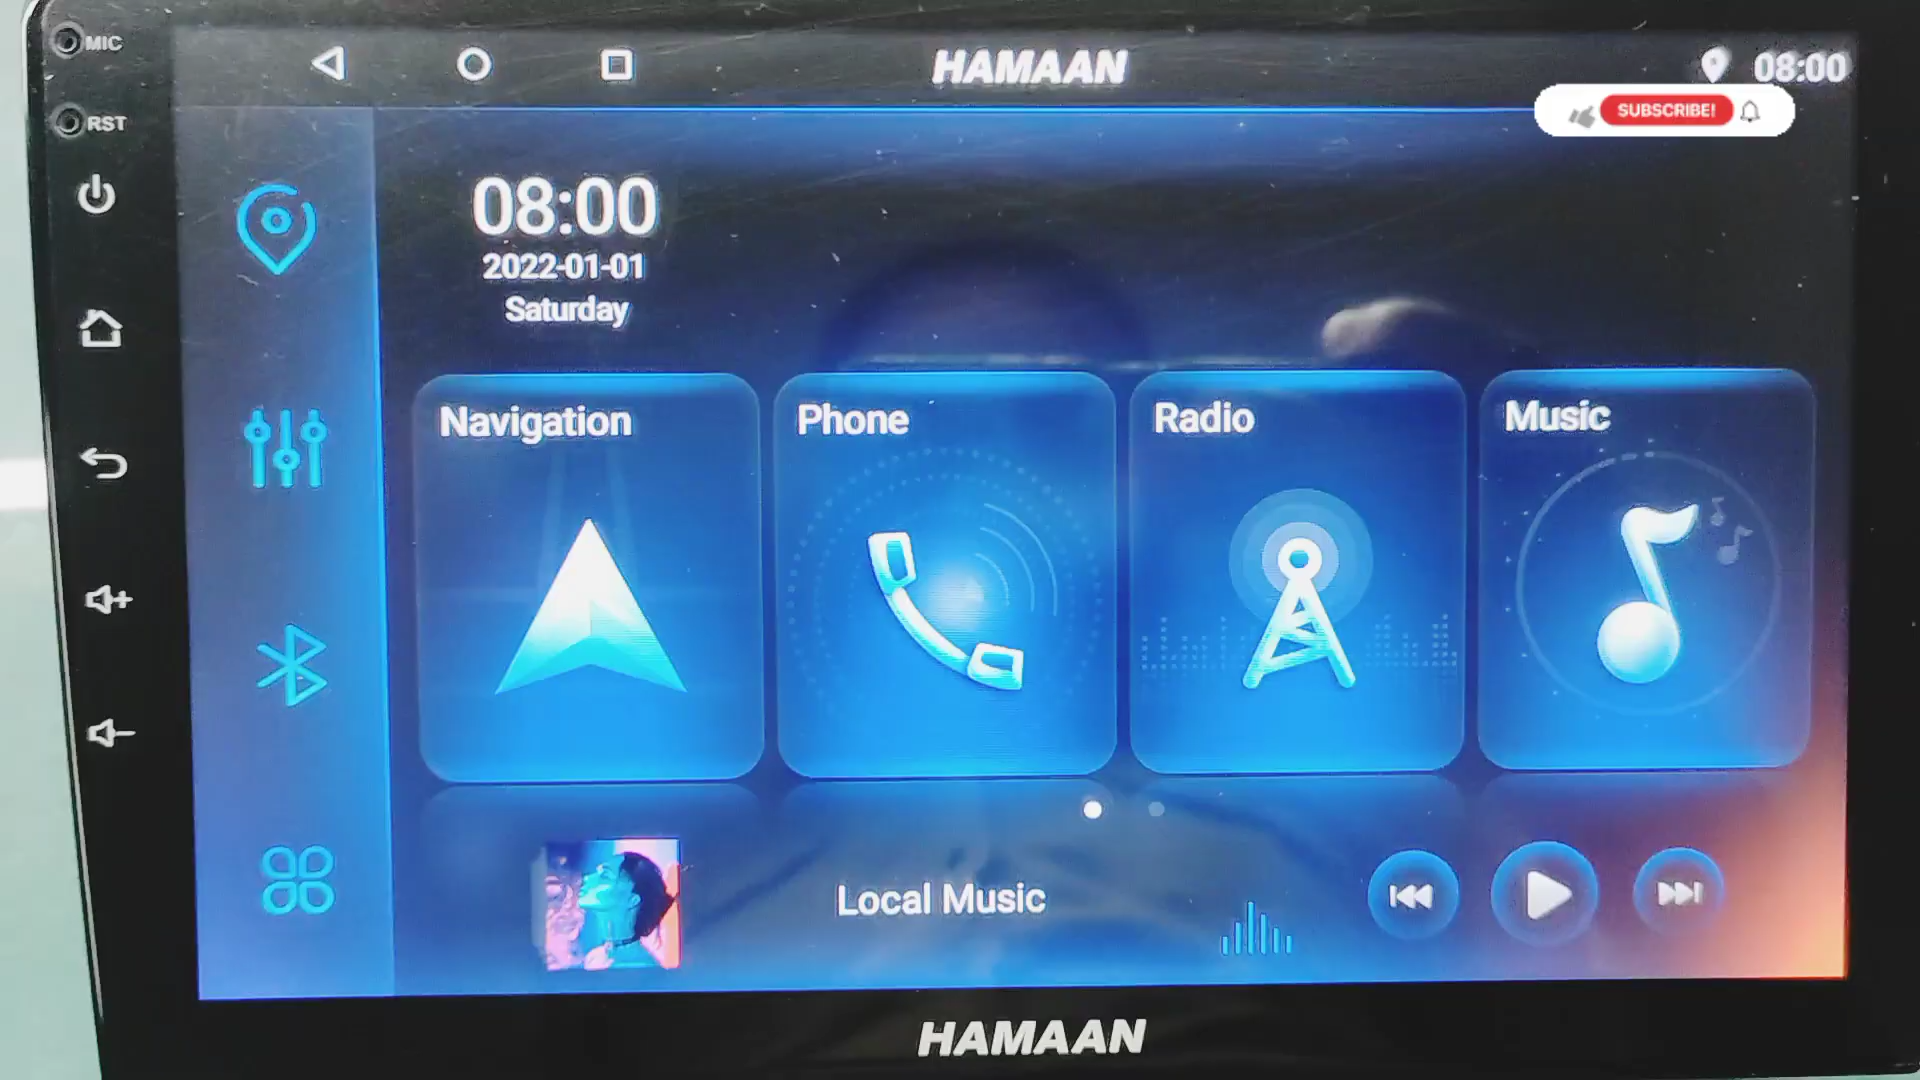 MIC
HAMAAN
08:00
SUBSCRIBE!
RST
08:00
2022-01-01
Saturday
Navigation
Phone
Radio
Music
Local Music
HAMAAN